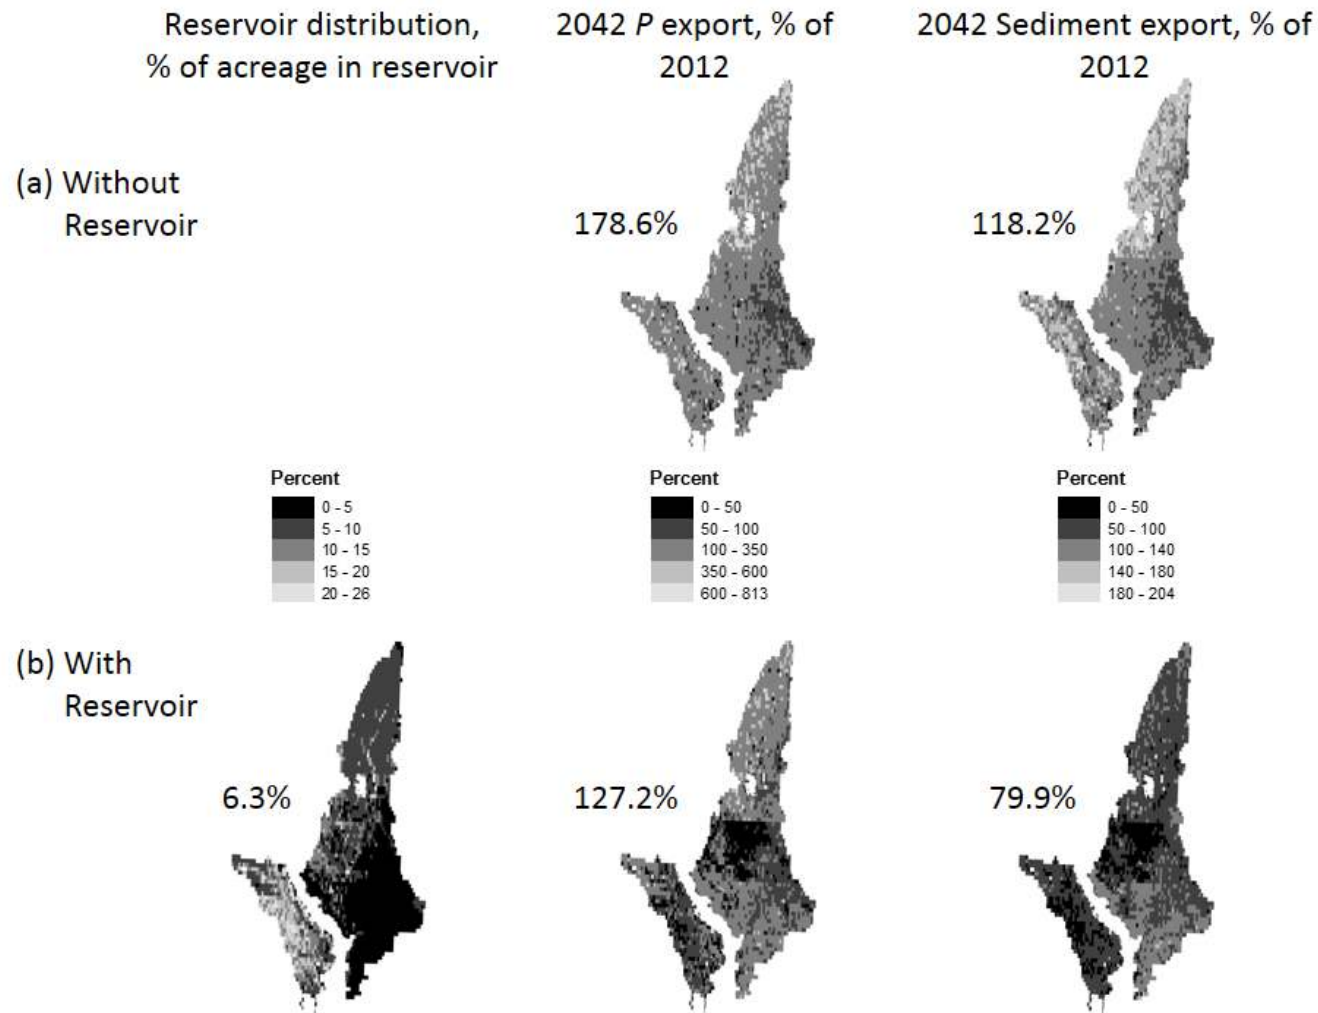 Reservoir distribution,
% of acreage in reservoir
2042 P export, % of
2012
2042 Sediment export, % of
2012
(a) Without
Reservoir
178.6%
118.2%
Percent
0 - 5
5 - 10
10 - 15
15 - 20
20 - 26
Percent
0 - 50
50 - 100
100 - 350
350 - 600
600 - 813
Percent
0 - 50
50 - 100
100 - 140
140 - 180
180 - 204
(b) With
Reservoir
6.3%
127.2%
79.9%